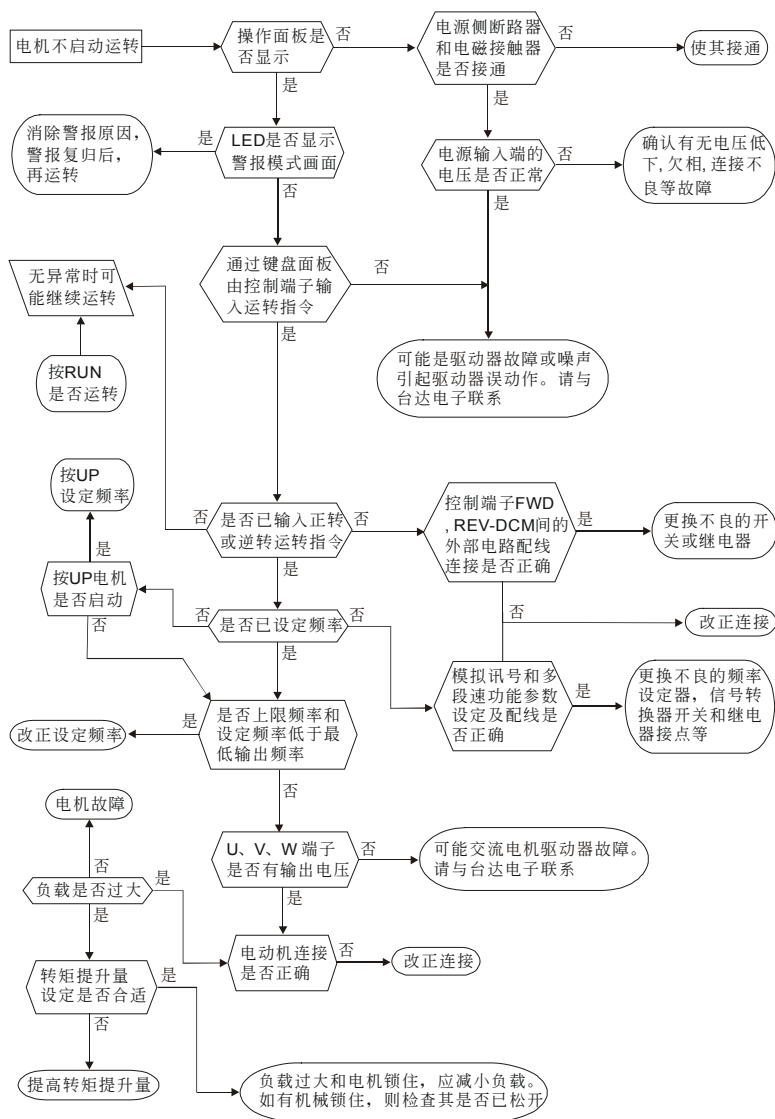 电机不启动运转
操作面板是
否显示
否
电源侧断路器
和电磁接触器
是否接通
否
使其接通
是
是
消除警报原因，
警报复归后，
再运转
是
LED是否显示
警报模式画面
否
电源输入端的
电压是否正常
否
确认有无电压低
下,欠相,连接不
良等故障
是
无异常时可
能继续运转
通过键盘面板
由控制端子输
入运转指令
否
是
按RUN
是否运转
可能是驱动器故障或噪声
引起驱动器误动作。请与
台达电子联系
按UP
设定频率
否
是否已输入正转
或逆转运转指令
否
控制端子FWD
,REV-DCM间的
外部电路配线
连接是否正确
是
更换不良的开
关或继电器
是
是
按UP电机
是否启动
否
是否已设定频率
否
否
改正连接
否
是
模拟讯号和多
段速功能参数
设定及配线是
否正确
是
更换不良的频率
设定器，信号转
换器开关和继电
器接点等
改正设定频率
是
是否上限频率和
设定频率低于最
低输出频率
否
电机故障
否
U、V、W 端子
是否有输出电压
否
可能交流电机驱动器故障。
请与台达电子联系
负载是否过大
是
是
是
电动机连接
是否正确
否
改正连接
转矩提升量
设定是否合适
是
否
提高转矩提升量
负载过大和电机锁住，应减小负载。
如有机械锁住，则检查其是否已松开